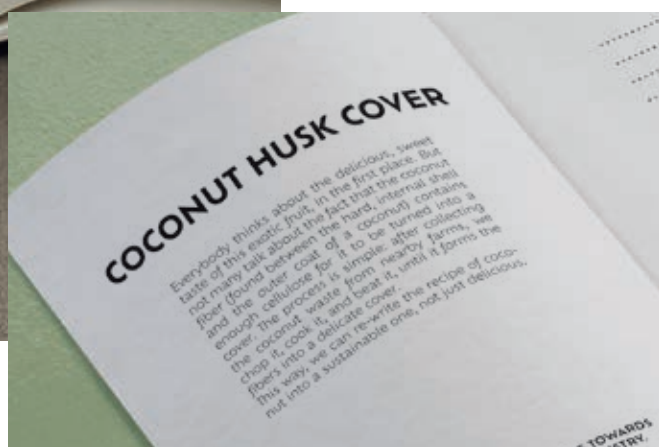 COCONUT HUSK COVER
Everybody thinks about the delicious, sweet
taste of this exotic fruit, in the first place. But
not many talk about the fact that the coconut
fiber (found between the hard, internal shell
and the outer coat of a coconut) contains
enough cellulose for it to be turned into a
cover. The process is simple: after collecting
the coconut waste from nearby farms, we
chop it, cook it, and beat it, until it forms the
fibers into a delicate cover.
This way, we can re-write the recipe of coco-
nut into a sustainable one, not just delicious.
TOWARDS